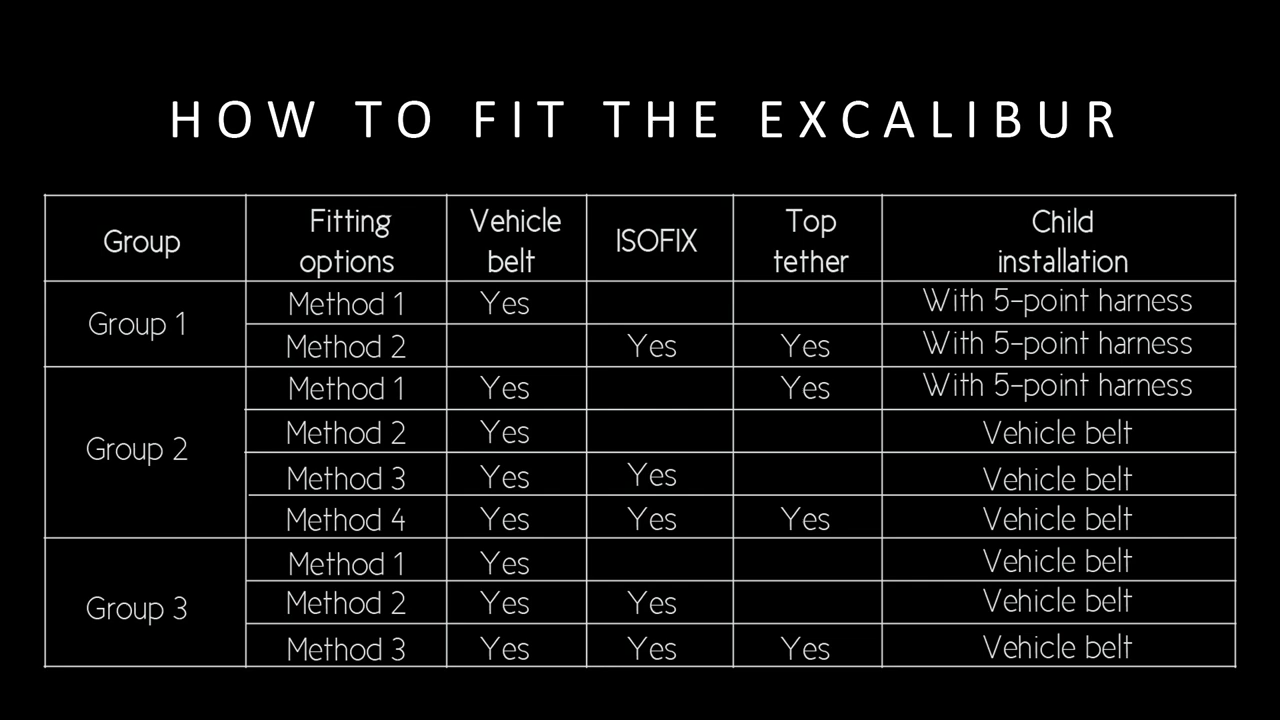 HOW TO FIT THE EXCALIBUR
Group Fitting options Vehicle belt ISOFIX Top tether Child installation
Group 1
Method 1 Yes With 5-point harness
Method 2 Yes Yes With 5-point harness
Group 2
Method 1 Yes Yes With 5-point harness
Method 2 Yes Vehicle belt
Method 3 Yes Yes Vehicle belt
Method 4 Yes Yes Yes Vehicle belt
Group 3
Method 1 Yes Vehicle belt
Method 2 Yes Yes Vehicle belt
Method 3 Yes Yes Yes Vehicle belt